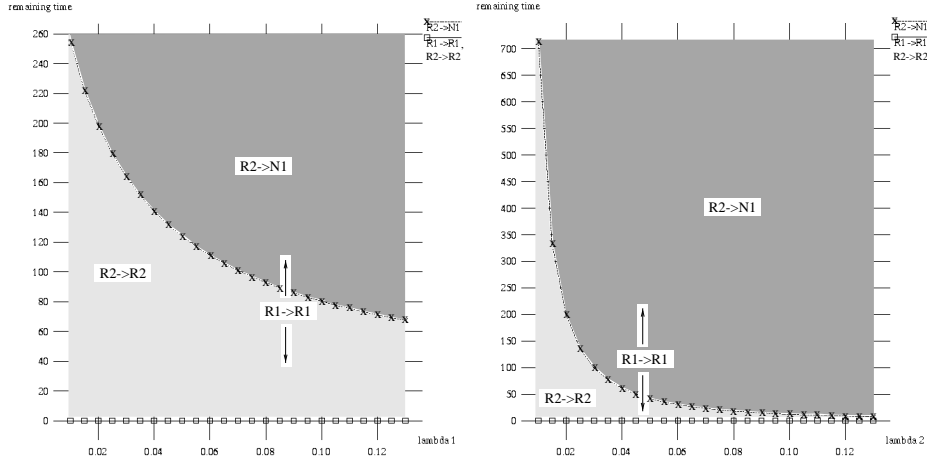 remaining time
R2->N1
R1->R1,
R2->R2
260
240
220
200
180
160
140
120
100
80
60
40
20
0
R2->N1
R2->R2
R1->R1
0.02 0.04 0.06 0.08 0.10 0.12
lambda 1
remaining time
R2->N1
R1->R1,
R2->R2
700
650
600
550
500
450
400
350
300
250
200
150
100
50
0
R2->N1
R1->R1
R2->R2
0.02 0.04 0.06 0.08 0.10 0.12
lambda 2